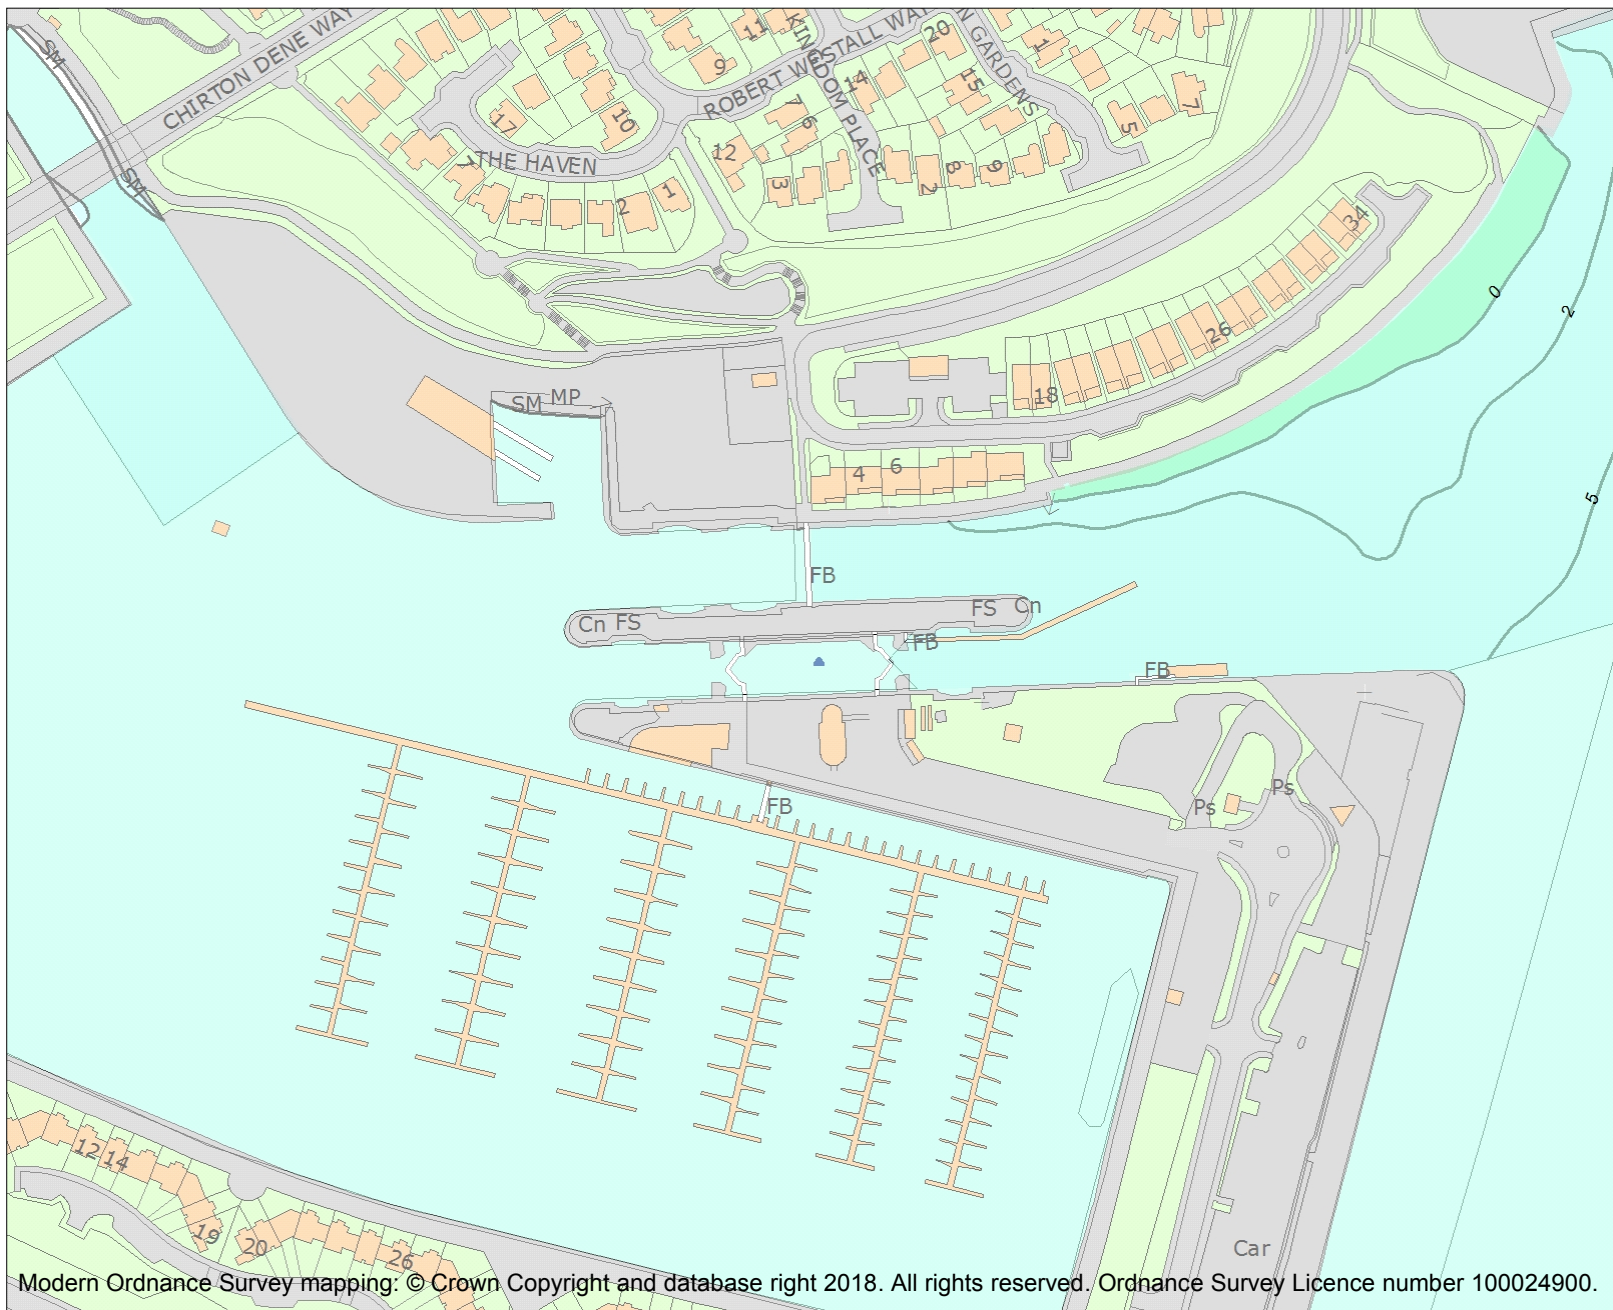 SM
CHIRTON DENE WAY
11
KINGDOM PLACE
20
N GARDENS
1
9
ROBERT WESTALL WAY
14
15
7
5
7
6
17
10
12
SM
7
THE HAVEN
3
2
8
9
1
2
34
0
2
26
SM MP
18
4
6
5
FB
FS
Cn
Cn
FS
FB
FB
Ps
Ps
FB
12
14
19
20
26
Car
Modern Ordnance Survey mapping: © Crown Copyright and database right 2018. All rights reserved. Ordnance Survey Licence number 100024900.